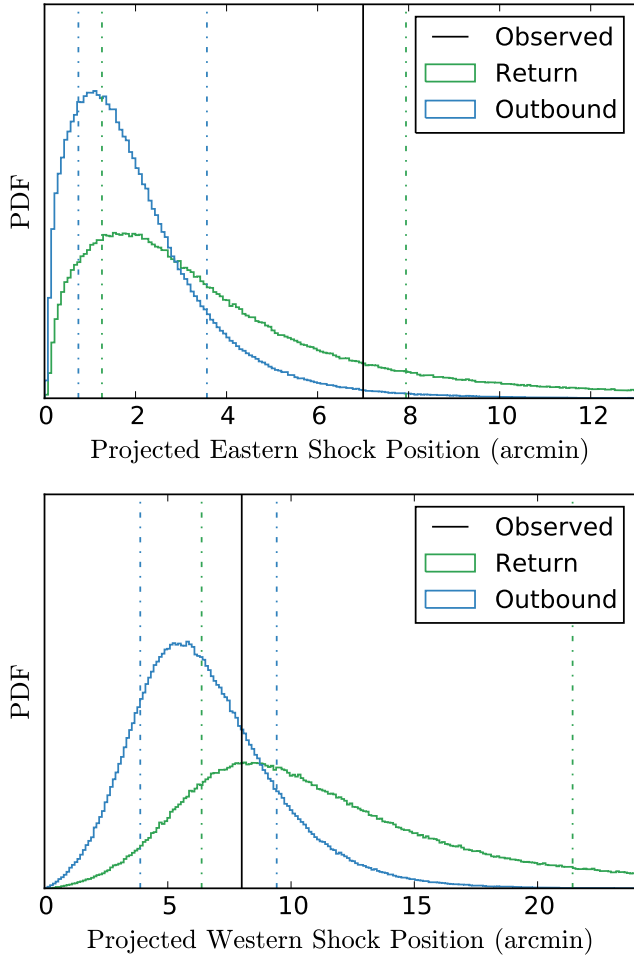 Observed
Return
Outbound
PDF
0 2 4 6 8 10 12
Projected Eastern Shock Position (arcmin)
Observed
Return
Outbound
PDF
0 5 10 15 20
Projected Western Shock Position (arcmin)